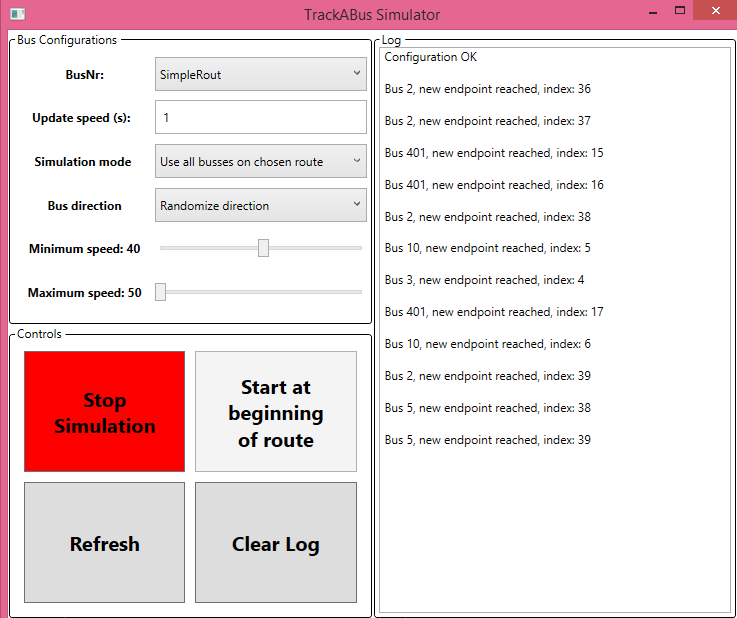 TrackABus Simulator
Bus Configurations
BusNr:
SimpleRout
Update speed (s):
1
Simulation mode
Use all busses on chosen route
Bus direction
Randomize direction
Minimum speed: 40
Maximum speed: 50
Controls
Stop
Simulation
Start at
beginning
of route
Refresh
Clear Log
Log
Configuration OK
Bus 2, new endpoint reached, index: 36
Bus 2, new endpoint reached, index: 37
Bus 401, new endpoint reached, index: 15
Bus 401, new endpoint reached, index: 16
Bus 2, new endpoint reached, index: 38
Bus 10, new endpoint reached, index: 5
Bus 3, new endpoint reached, index: 4
Bus 401, new endpoint reached, index: 17
Bus 10, new endpoint reached, index: 6
Bus 2, new endpoint reached, index: 39
Bus 5, new endpoint reached, index: 38
Bus 5, new endpoint reached, index: 39